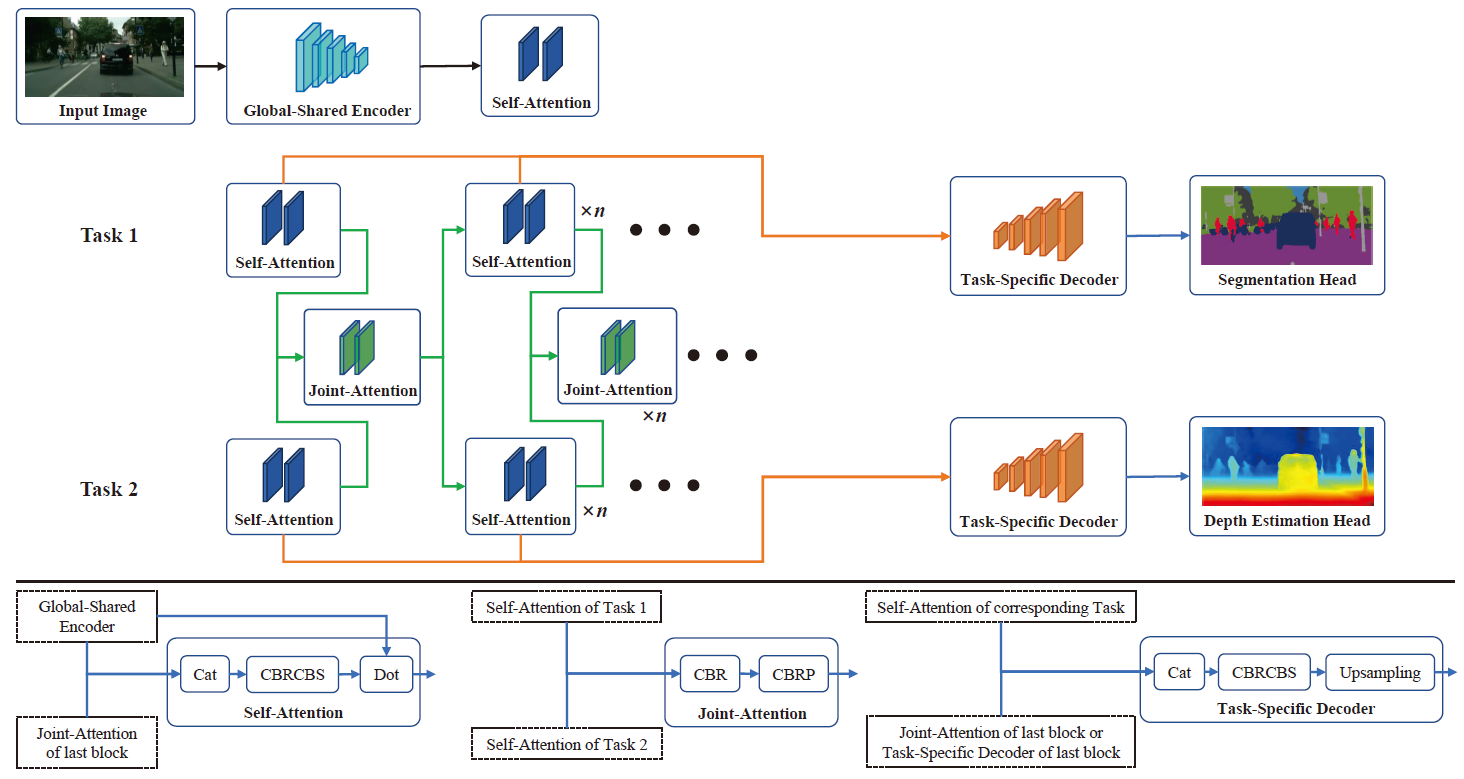 Input Image
Global-Shared Encoder
Self-Attention
Task 1
Self-Attention
Self-Attention
×n
Task-Specific Decoder
Segmentation Head
Joint-Attention
Joint-Attention
×n
Task 2
Self-Attention
Self-Attention
×n
Task-Specific Decoder
Depth Estimation Head
Global-Shared
Encoder
Cat
CBRCBS
Dot
Self-Attention
Joint-Attention
of last block
Self-Attention of Task 1
CBR
CBRP
Joint-Attention
Self-Attention of Task 2
Self-Attention of corresponding Task
Cat
CBRCBS
Upsampling
Task-Specific Decoder
Joint-Attention of last block or
Task-Specific Decoder of last block